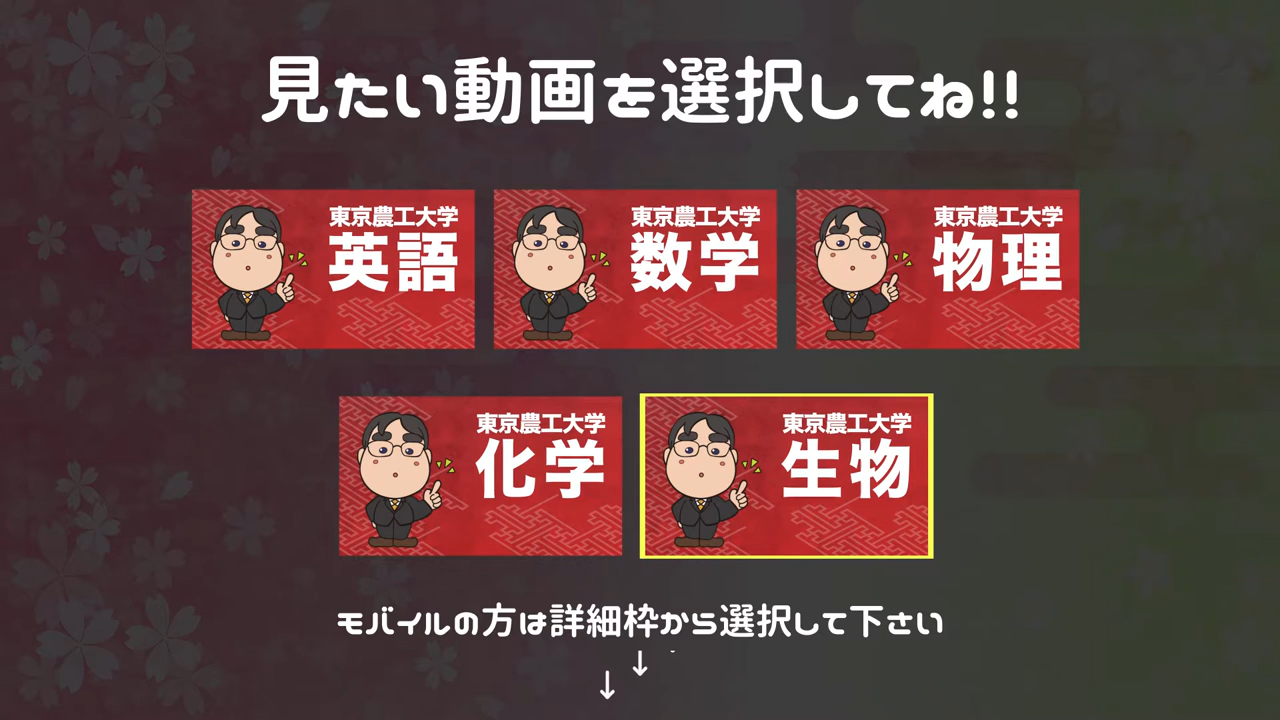 見たい動画を選択してね!!
東京農工大学
英語
東京農工大学
数学
東京農工大学
物理
東京農工大学
化学
東京農工大学
生物
モバイルの方は詳細枠から選択して下さい
↓
↓